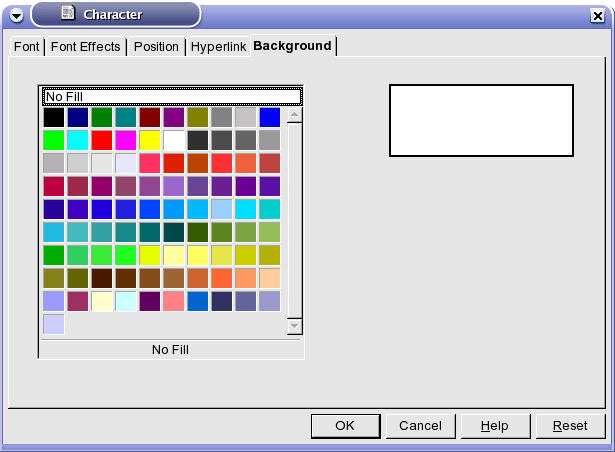 Character
Font Font Effects Position Hyperlink Background
No Fill
No Fill
OK Cancel Help Reset